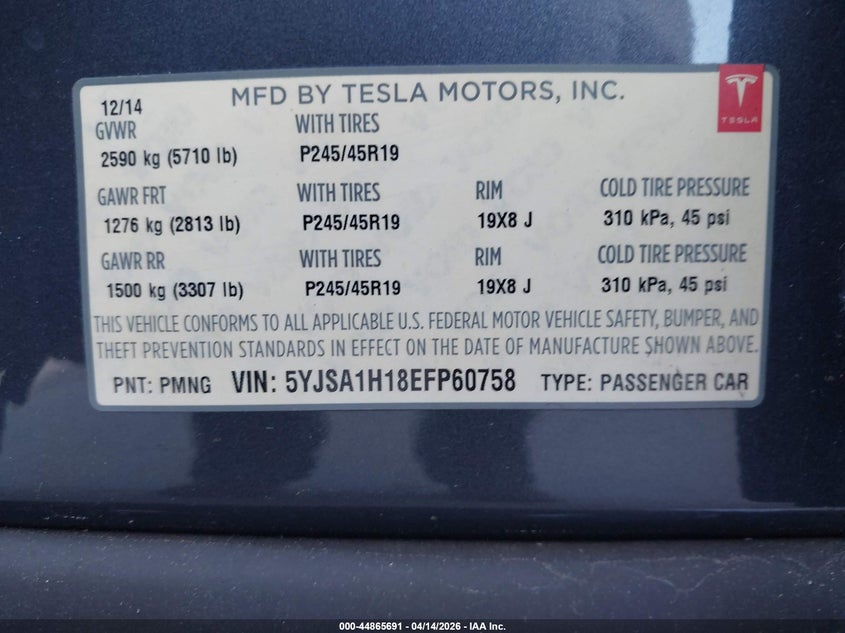 12/14
MFD BY TESLA MOTORS, INC.
TESLA
GVWR WITH TIRES
2590 kg (5710 lb) P245/45R19
GAWR FRT WITH TIRES RIM COLD TIRE PRESSURE
1276 kg (2813 lb) P245/45R19 19X8 J 310 kPa, 45 psi
GAWR RR WITH TIRES RIM COLD TIRE PRESSURE
1500 kg (3307 lb) P245/45R19 19X8 J 310 kPa, 45 psi
THIS VEHICLE CONFORMS TO ALL APPLICABLE U.S. FEDERAL MOTOR VEHICLE SAFETY, BUMPER, AND
THEFT PREVENTION STANDARDS IN EFFECT ON THE DATE OF MANUFACTURE SHOWN ABOVE.
PNT: PMNG VIN: 5YJSA1H18EFP60758 TYPE: PASSENGER CAR
000-44865691 - 04/14/2026 - IAA Inc.